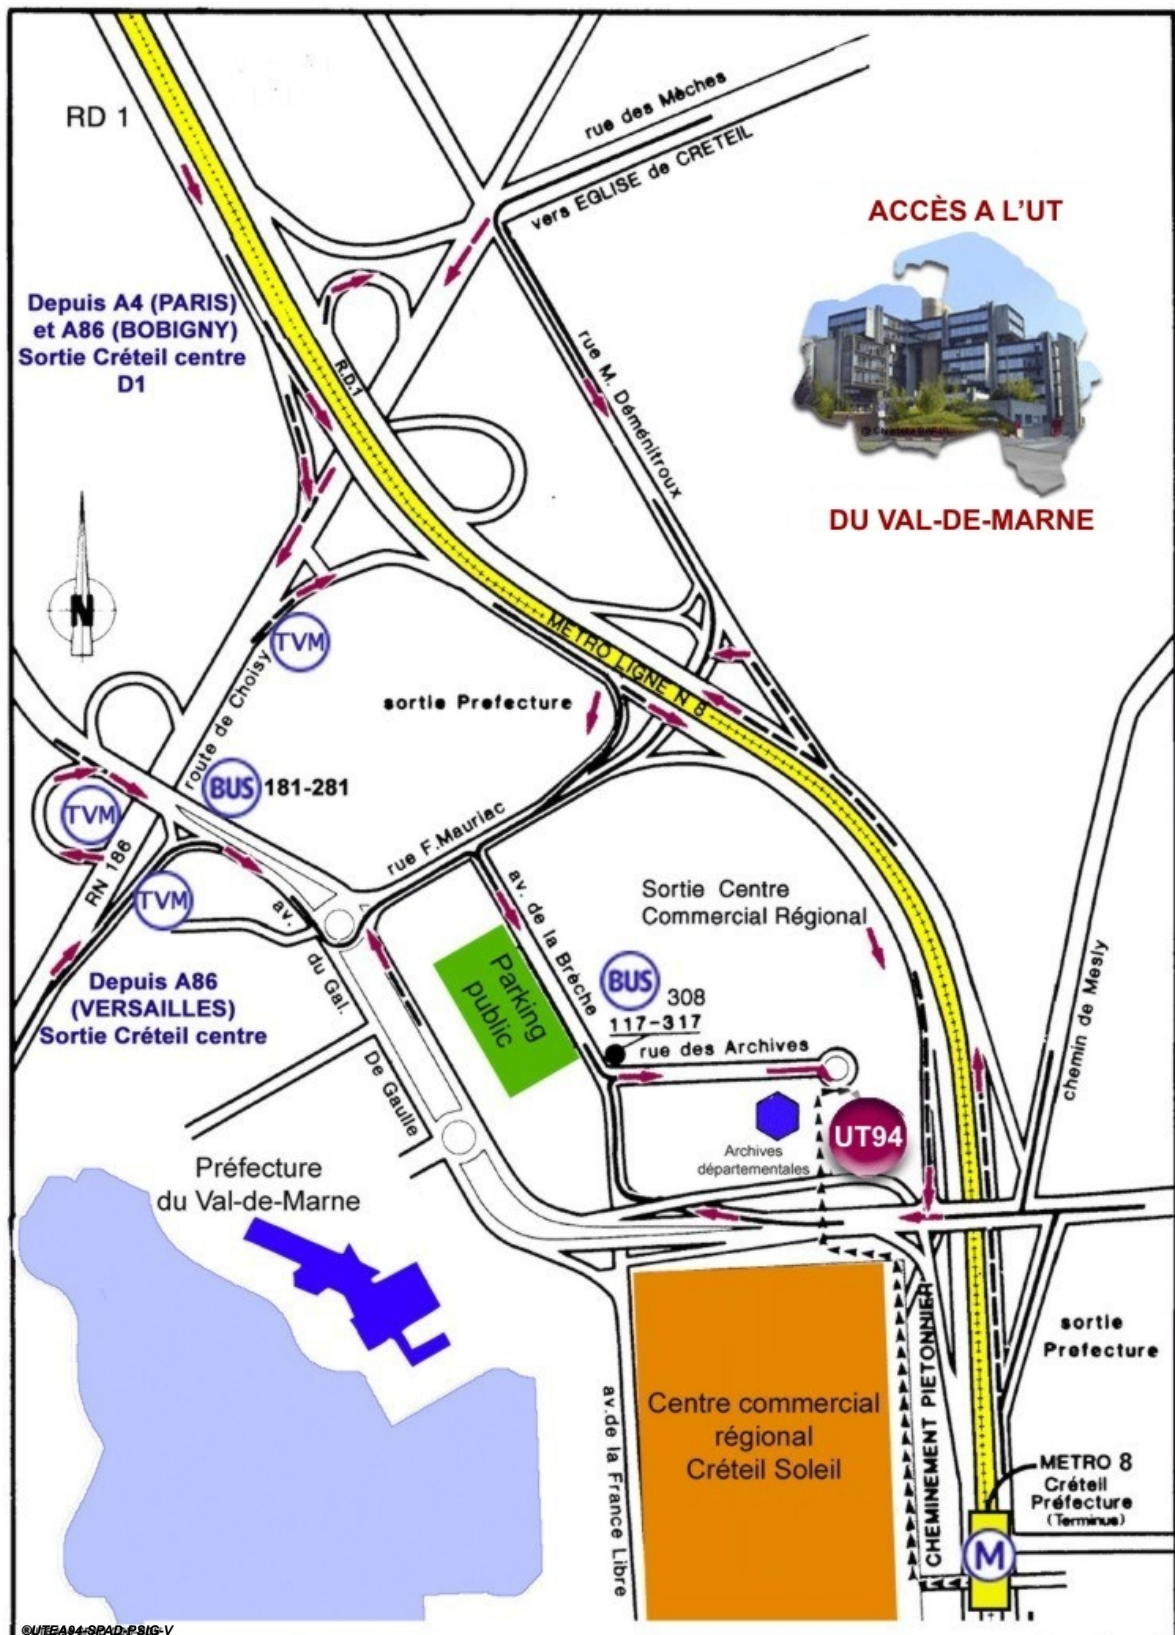 RD 1
rue des Mèches
vers EGLISE de CRETEIL
ACCÈS A L'UT
DU VAL-DE-MARNE
Depuis A4 (PARIS)
et A86 (BOBIGNY)
Sortie Créteil centre
D1
R.D.1
rue M. Déménitroux
N
TVM
route de Choisy
METRO LIGNE N 8
sortie Prefecture
BUS 181-281
TVM
RN 186
rue F.Mauriac
TVM
av.
du Gal.
De Gaulle
av. de la Brèche
Sortie Centre
Commercial Régional
Parking
public
BUS 308
117-317
rue des Archives
chemin de Mesly
Depuis A86
(VERSAILLES)
Sortie Créteil centre
UT94
Archives
départementales
Préfecture
du Val-de-Marne
CHEMINEMENT PIETONNIER
sortie
Prefecture
Centre commercial
régional
Créteil Soleil
av.de la France Libre
METRO 8
Créteil
Préfecture
(Terminus)
M